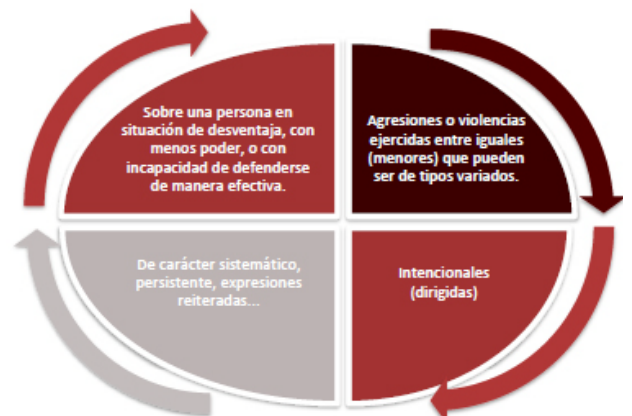 Sobre una persona en
situación de desventaja, con
menos poder, o con
incapacidad de defenderse
de manera efectiva.
Agresiones o violencias
ejercidas entre iguales
(menores) que pueden
ser de tipos variados.
De carácter sistemático,
persistente, expresiones
reiteradas...
Intencionales
(dirigidas)